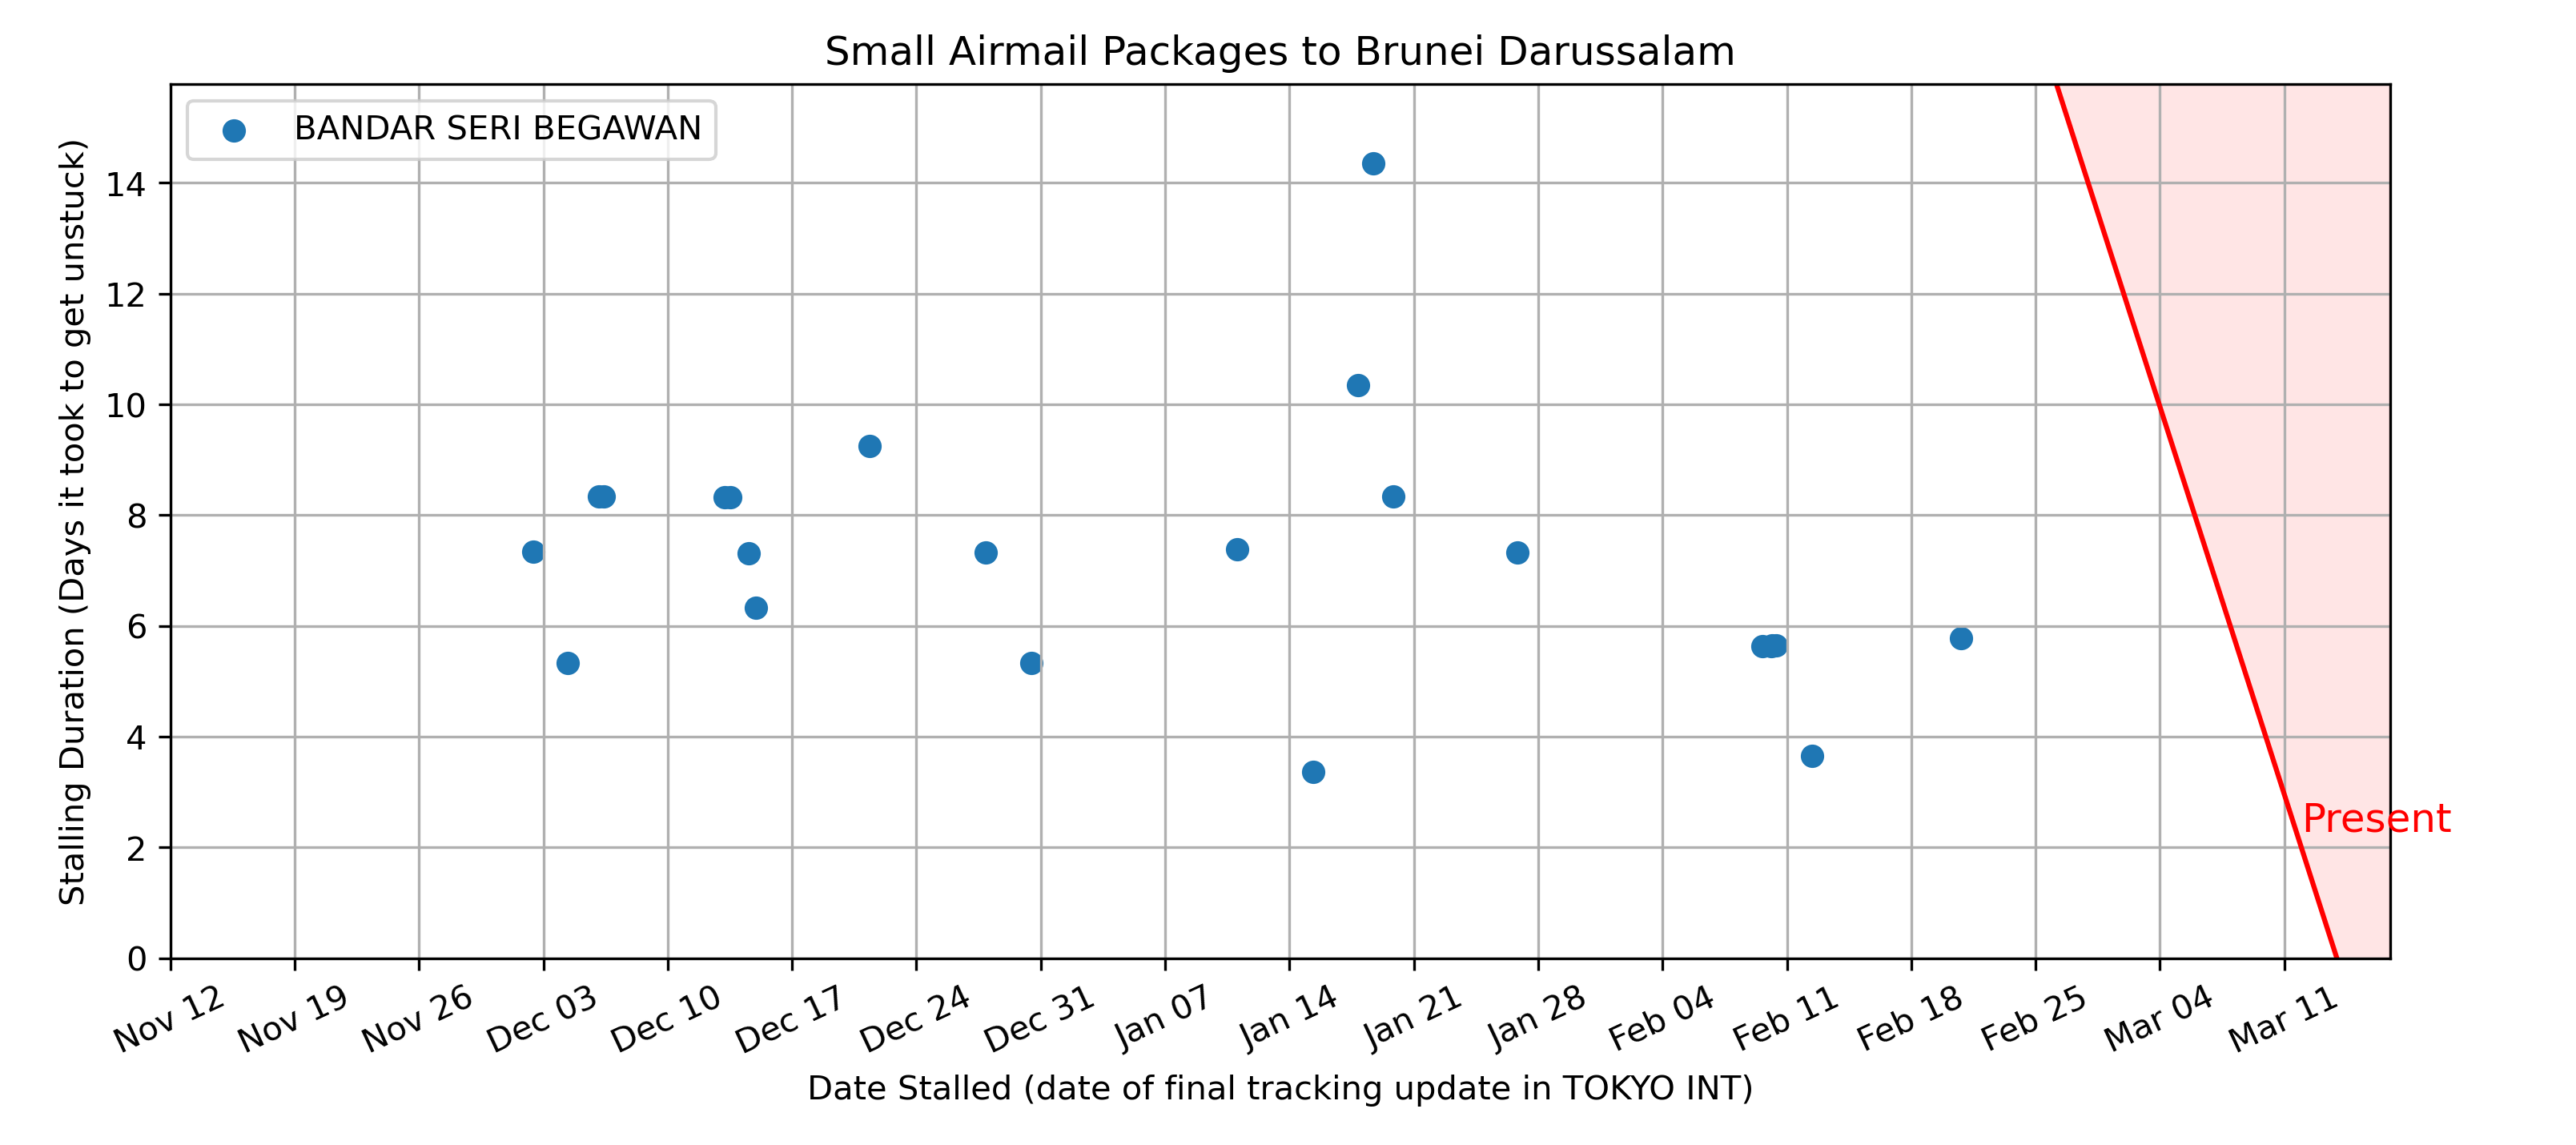 Small Airmail Packages to Brunei Darussalam
BANDAR SERI BEGAWAN
Stalling Duration (Days it took to get unstuck)
14
12
10
8
6
4
2
0
Present
Nov 12
Nov 19
Nov 26
Dec 03
Dec 10
Dec 17
Dec 24
Dec 31
Jan 07
Jan 14
Jan 21
Jan 28
Feb 04
Feb 11
Feb 18
Feb 25
Mar 04
Mar 11
Date Stalled (date of final tracking update in TOKYO INT)